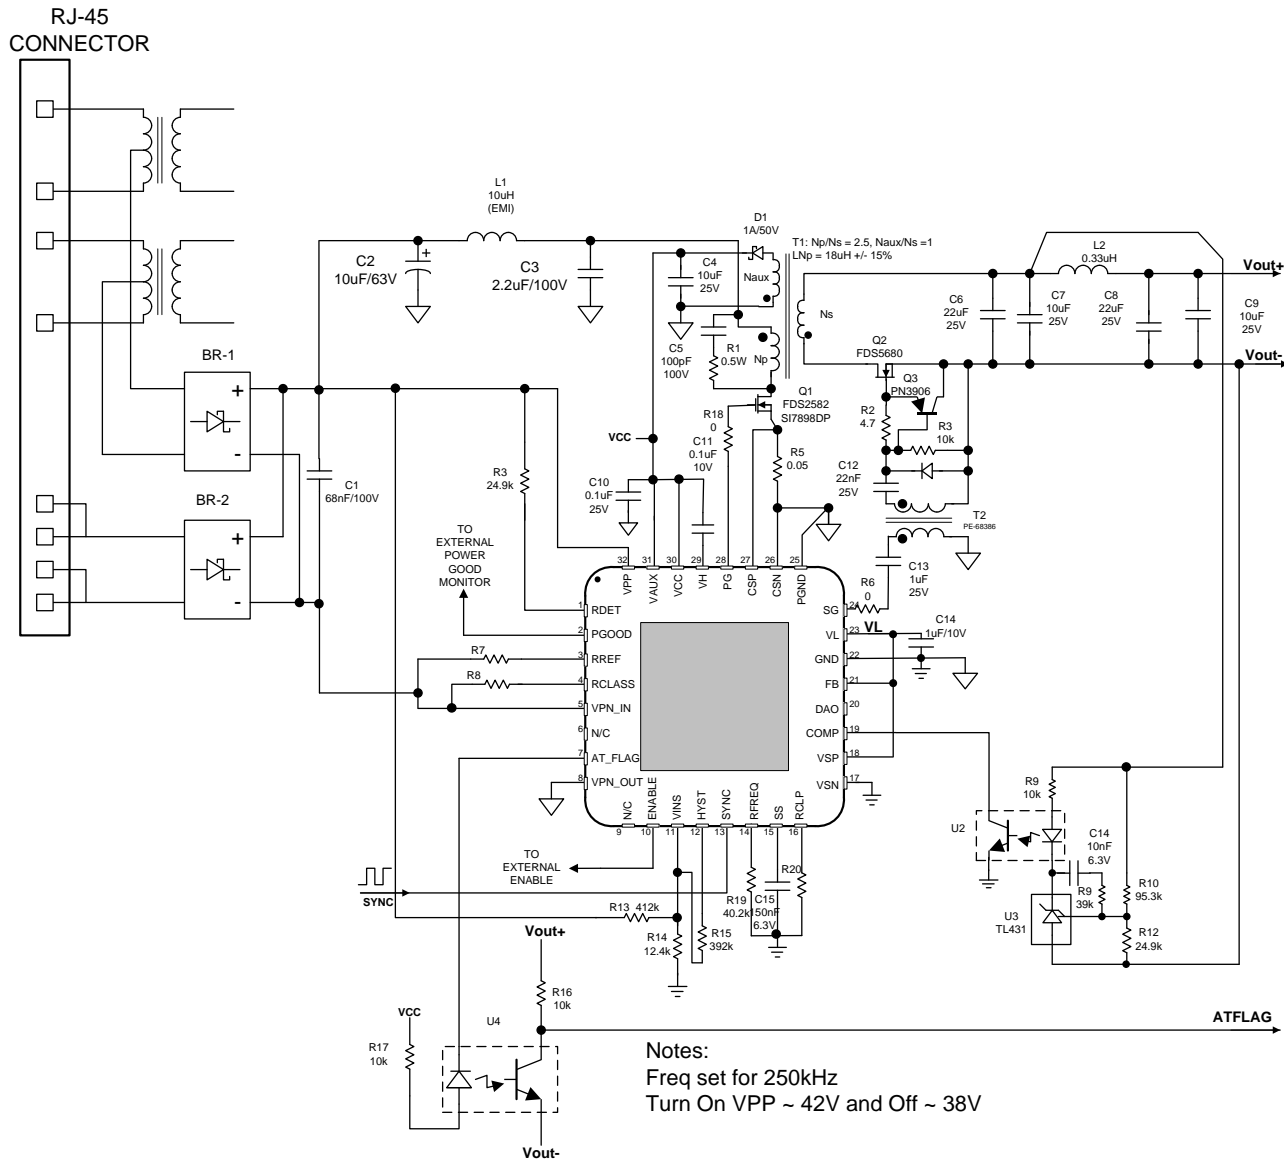 RJ-45
CONNECTOR
L1
10uH
(EMI)
C2
10uF/63V
+
C3
2.2uF/100V
D1
1A/50V
T1: Np/Ns = 2.5, Naux/Ns =1
LNp = 18uH +/- 15%
C4
10uF
25V
Naux
Ns
Np
C5
100pF
100V
R1
0.5W
Q1
FDS2582
SI7898DP
Q2
FDS5680
Q3
PN3906
R2
4.7
R3
10k
C12
22nF
25V
T2
PE-68386
C6
22uF
25V
C7
10uF
25V
L2
0.33uH
C8
22uF
25V
C9
10uF
25V
Vout+
Vout-
BR-1
+
-
BR-2
+
-
C1
68nF/100V
R3
24.9k
VCC
R18
0
C11
0.1uF
10V
C10
0.1uF
25V
R5
0.05
TO
EXTERNAL
POWER
GOOD
MONITOR
C13
1uF
25V
R6
0
VL
C14
1uF/10V
32 31 30 29 28 27 26 25
VPP VAUX VCC VH PG CSP CSN PGND
1 RDET
2 PGOOD
3 RREF
4 RCLASS
5 VPN_IN
6 N/C
7 AT_FLAG
8 VPN_OUT
SG 24
VL 23
GND 22
FB 21
DAO 20
COMP 19
VSP 18
VSN 17
N/C ENABLE VINS HYST SYNC RFREQ SS RCLP
9 10 11 12 13 14 15 16
R7
R8
TO
EXTERNAL
ENABLE
SYNC
R13 412k
R14
12.4k
R15
392k
R19
40.2k
C15
150nF
6.3V
R20
U2
R9
10k
C14
10nF
6.3V
R9
39k
R10
95.3k
R12
24.9k
U3
TL431
Vout+
R16
10k
VCC
R17
10k
U4
Vout-
ATFLAG
Notes:
Freq set for 250kHz
Turn On VPP ~ 42V and Off ~ 38V